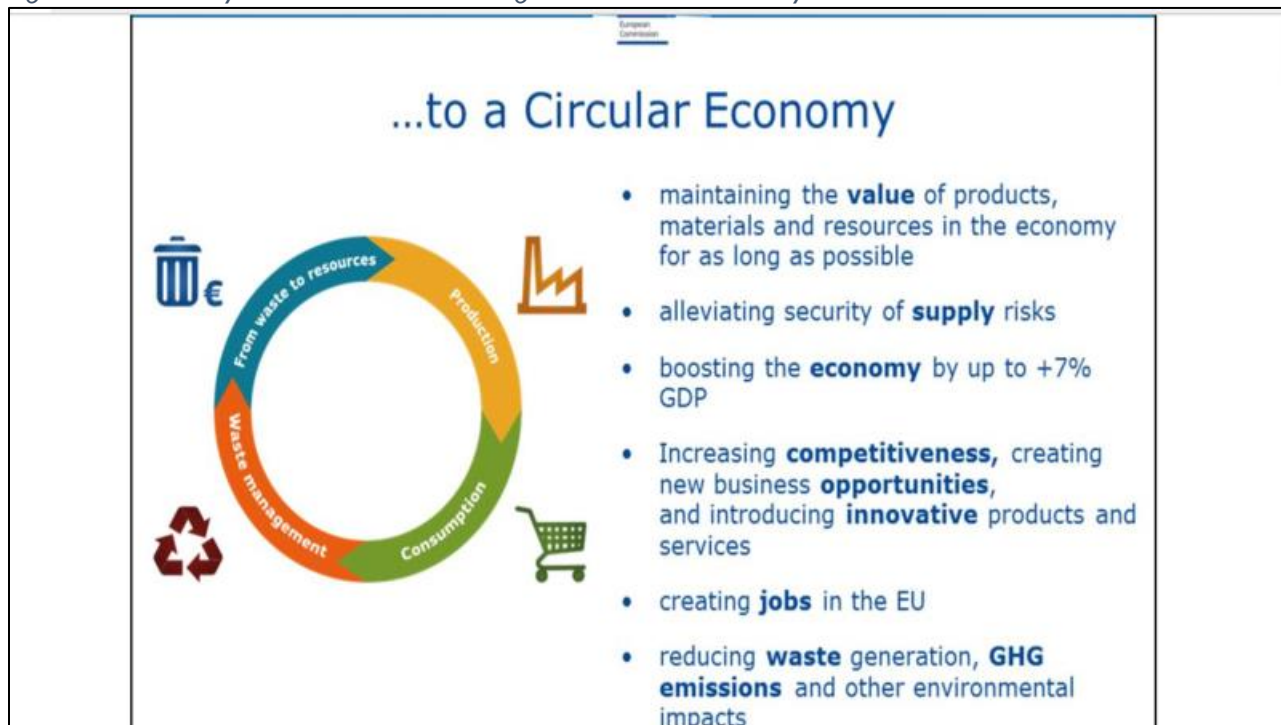 European
Commission
...to a Circular Economy
From waste to resources
Production
Consumption
Waste management
€
• maintaining the value of products,
materials and resources in the economy
for as long as possible
• alleviating security of supply risks
• boosting the economy by up to +7%
GDP
• Increasing competitiveness, creating
new business opportunities,
and introducing innovative products and
services
• creating jobs in the EU
• reducing waste generation, GHG
emissions and other environmental
impacts